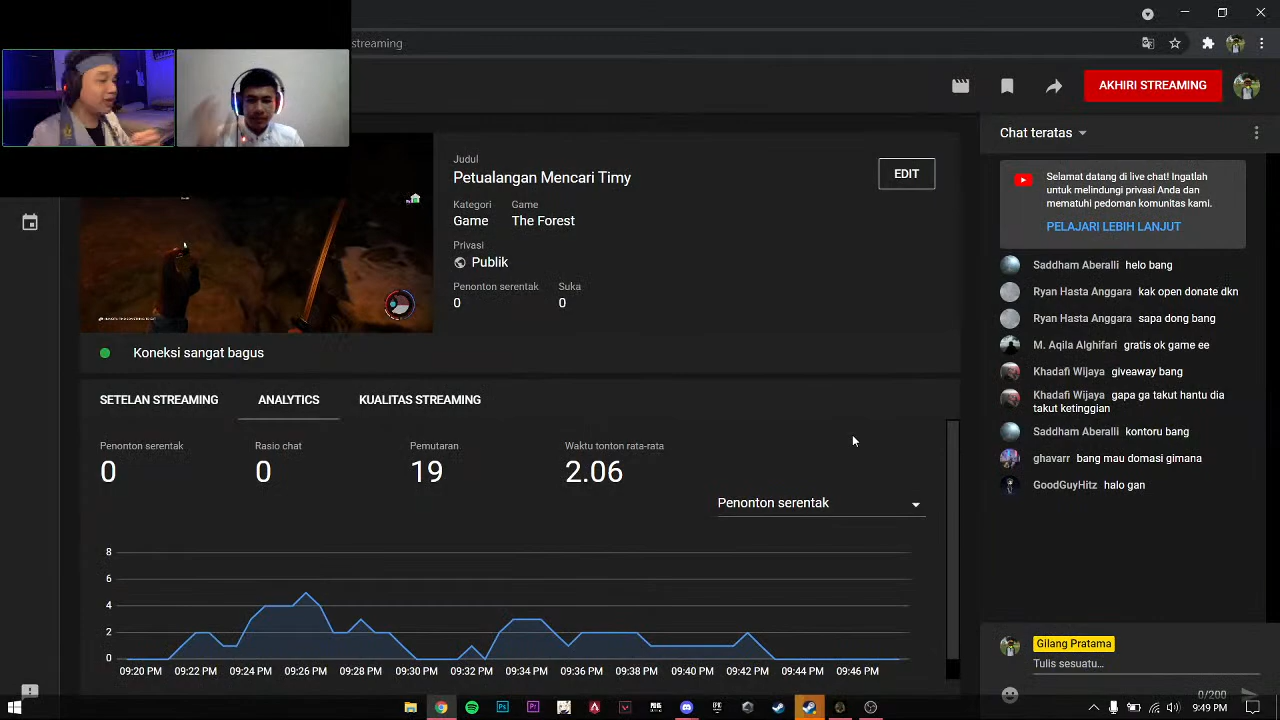 streaming
AKHIRI STREAMING
Judul
Petualangan Mencari Timy
EDIT
Kategori
Game
Game
The Forest
Privasi
Publik
Penonton serentak
Suka
0
0
Koneksi sangat bagus
SETELAN STREAMING
ANALYTICS
KUALITAS STREAMING
Penonton serentak
Rasio chat
Pemutaran
Waktu tonton rata-rata
0
0
19
2.06
Penonton serentak
8
6
4
2
0
09:20 PM
09:22 PM
09:24 PM
09:26 PM
09:28 PM
09:30 PM
09:32 PM
09:34 PM
09:36 PM
09:38 PM
09:40 PM
09:42 PM
09:44 PM
09:46 PM
Chat teratas
Selamat datang di live chat! Ingatlah
untuk melindungi privasi Anda dan
mematuhi pedoman komunitas kami.
PELAJARI LEBIH LANJUT
Saddham Aberalli helo bang
Ryan Hasta Anggara kak open donate dkn
Ryan Hasta Anggara sapa dong bang
M. Aqila Alghifari gratis ok game ee
Khadafi Wijaya giveaway bang
Khadafi Wijaya gapa ga takut hantu dia
takut ketinggian
Saddham Aberalli kontoru bang
ghavarr bang mau domasi gimana
GoodGuyHitz halo gan
Gilang Pratama
Tulis sesuatu...
0/200
9:49 PM